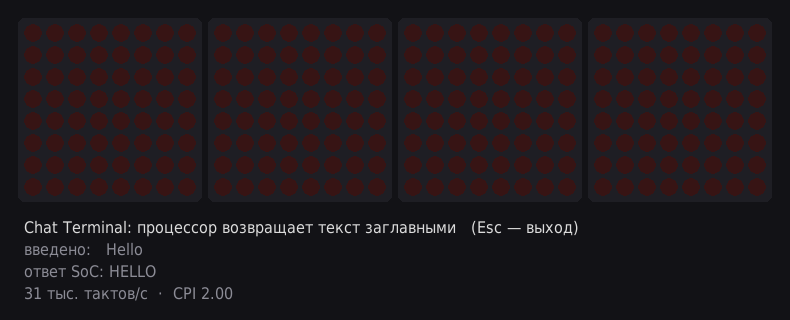 Chat Terminal: процессор возвращает текст заглавными (Esc — выход)
введено: Hello
ответ SoC: HELLO
31 тыс. тактов/с · CPI 2.00